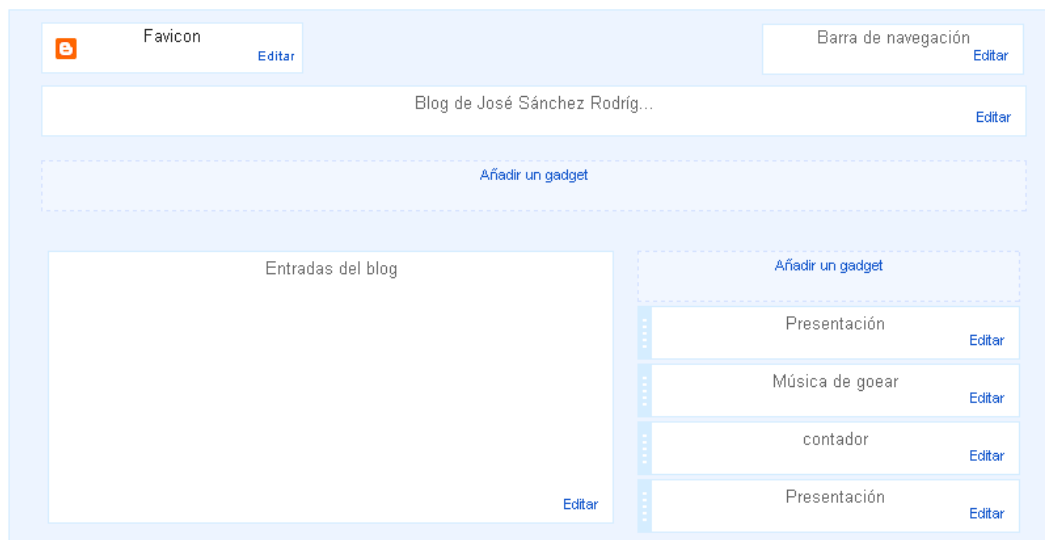 Favicon
Editar
Barra de navegación
Editar
Blog de José Sánchez Rodríg...
Editar
Añadir un gadget
Entradas del blog
Editar
Añadir un gadget
Presentación
Editar
Música de goear
Editar
contador
Editar
Presentación
Editar